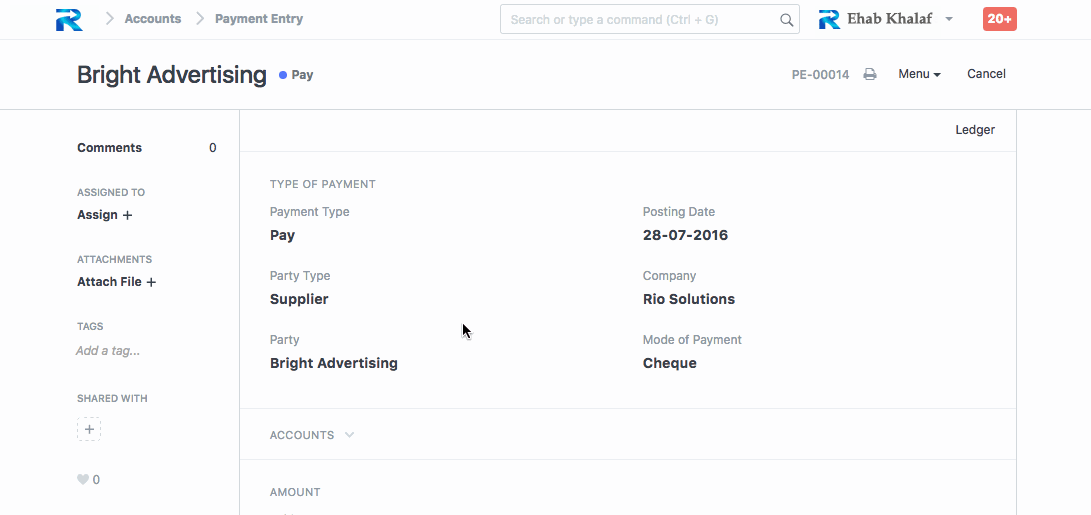 Accounts Payment Entry Search or type a command (Ctrl + G) Ehab Khalaf 20+
Bright Advertising Pay PE-00014 Menu Cancel
Ledger
Comments 0
ASSIGNED TO
Assign +
ATTACHMENTS
Attach File +
TAGS
Add a tag...
SHARED WITH
+
0
TYPE OF PAYMENT
Payment Type
Pay
Party Type
Supplier
Party
Bright Advertising
Posting Date
28-07-2016
Company
Rio Solutions
Mode of Payment
Cheque
ACCOUNTS
AMOUNT